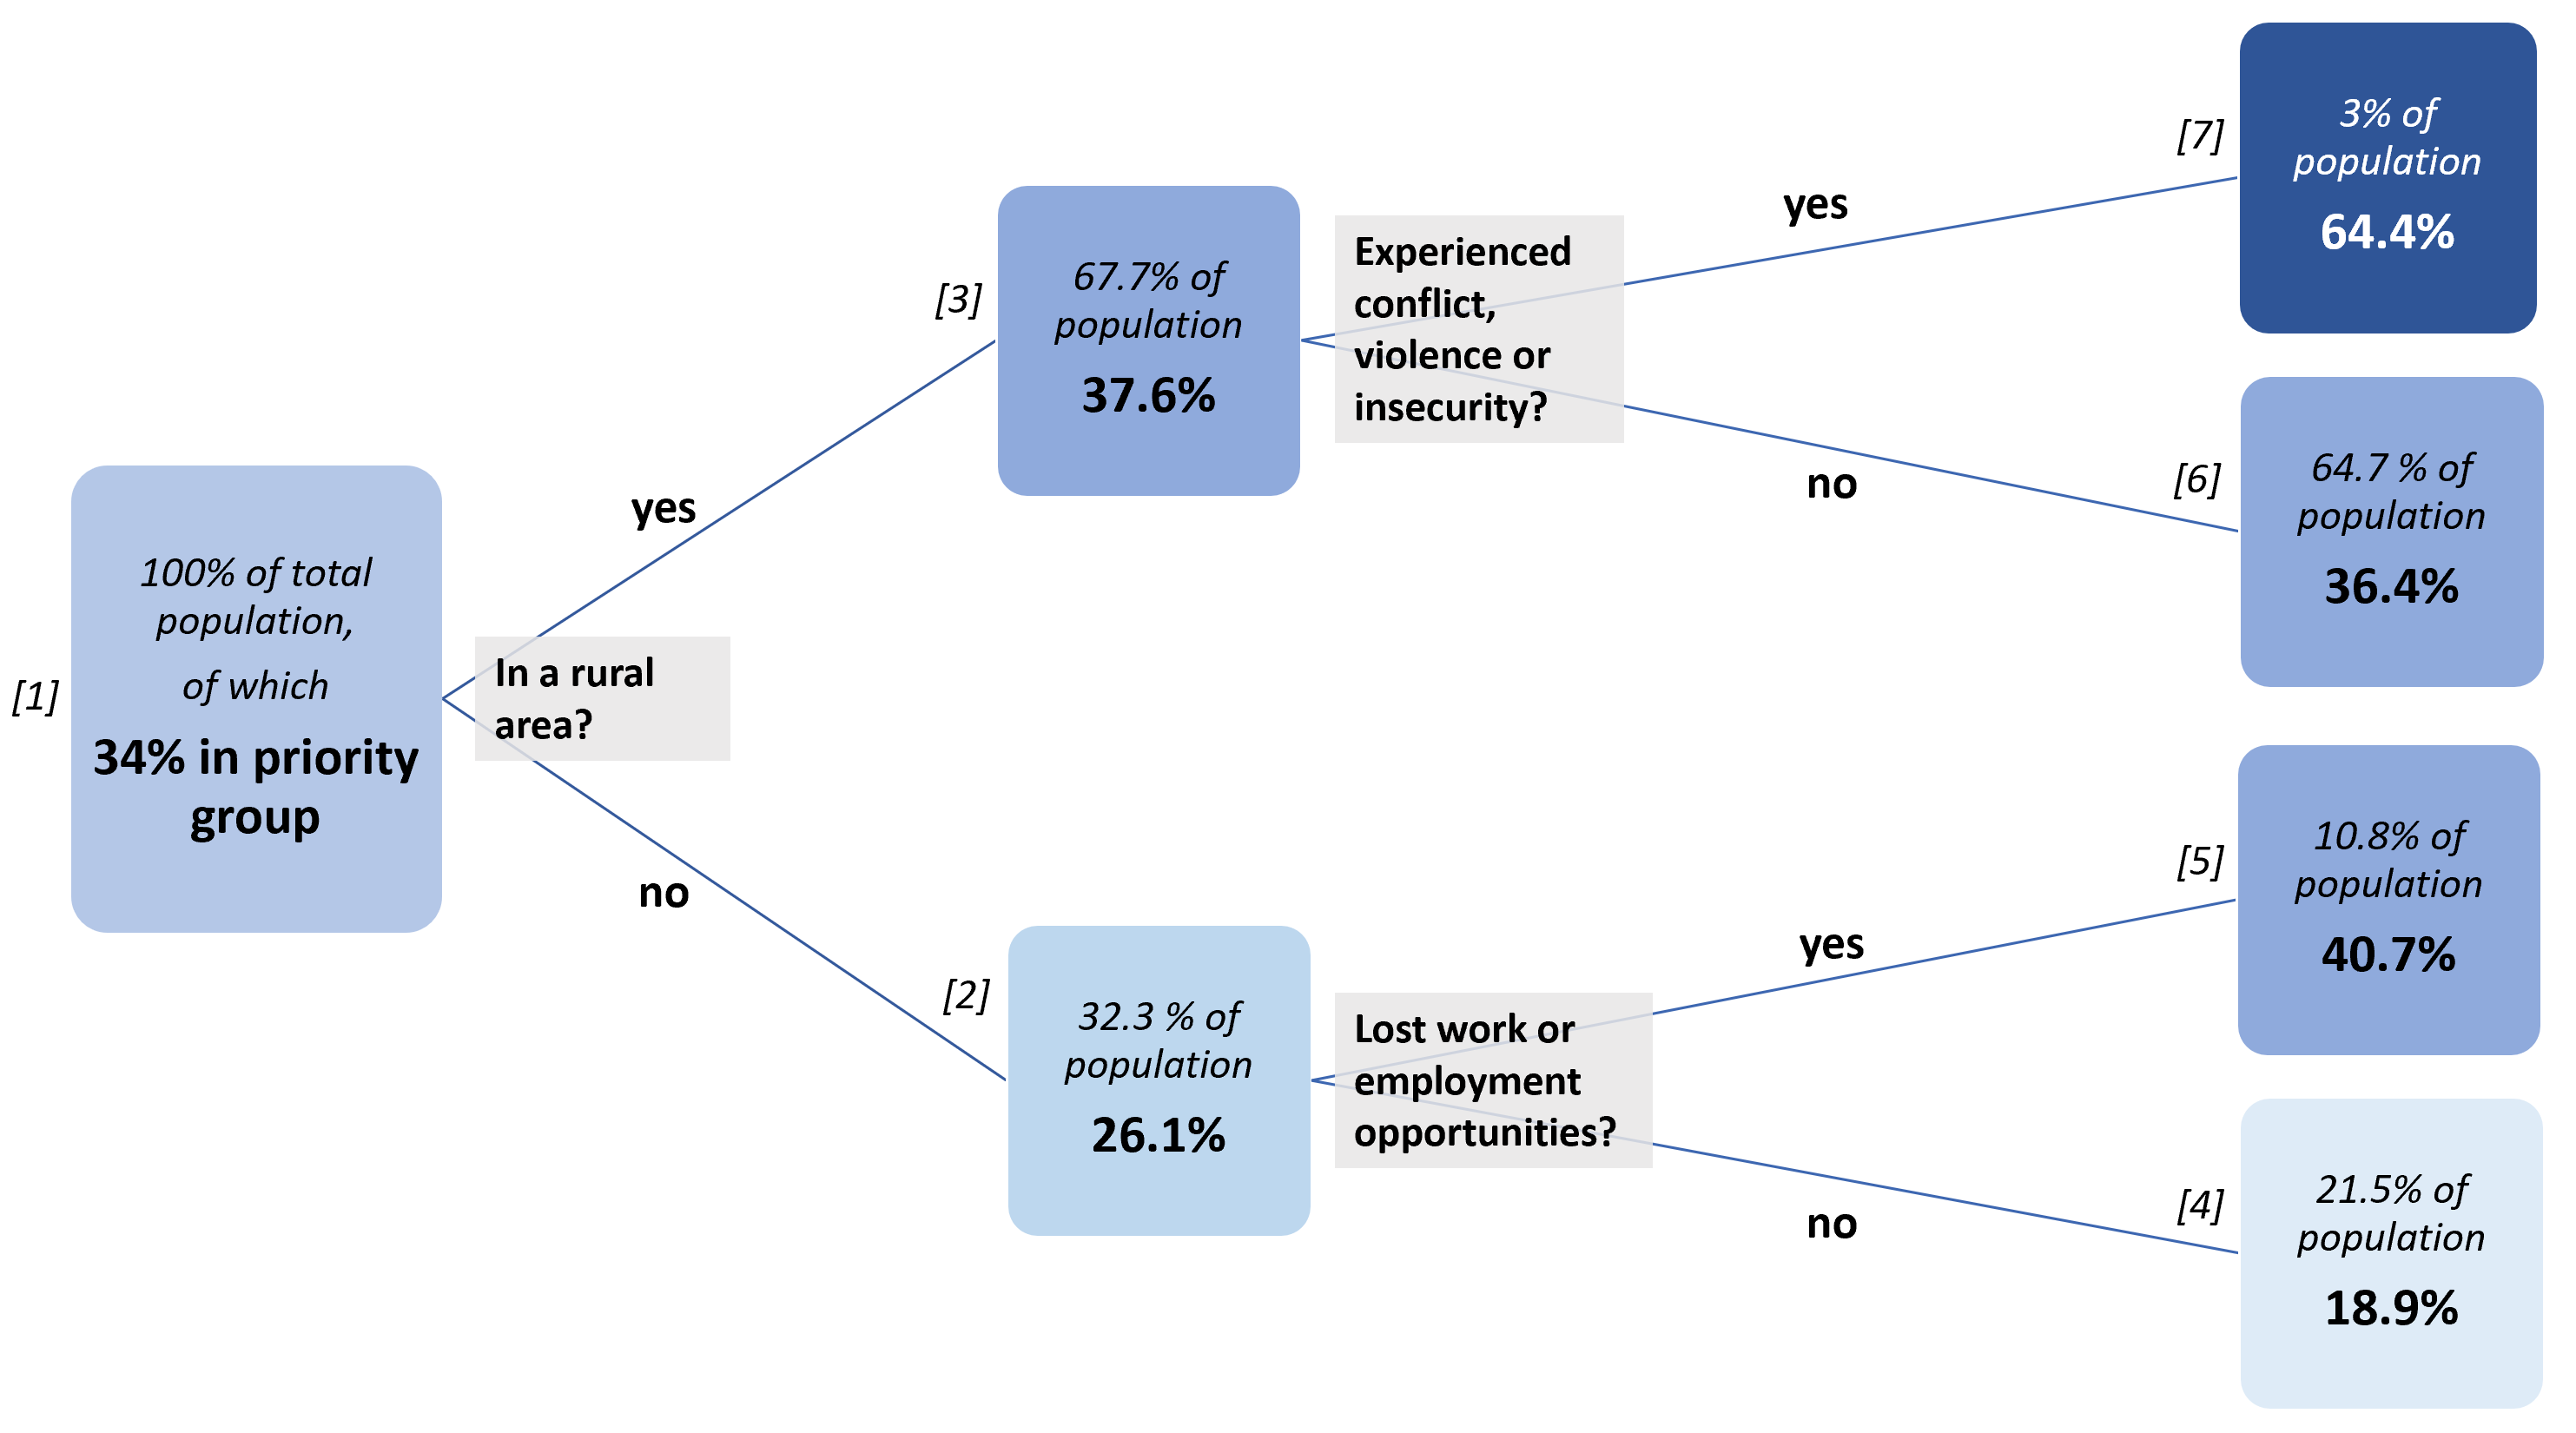 [1]
100% of total
population,
of which
34% in priority
group
In a rural
area?
yes
no
[3]
67.7% of
population
37.6%
Experienced
conflict,
violence or
insecurity?
yes
no
[7]
3% of
population
64.4%
[6]
64.7 % of
population
36.4%
[2]
32.3 % of
population
26.1%
Lost work or
employment
opportunities?
yes
no
[5]
10.8% of
population
40.7%
[4]
21.5% of
population
18.9%